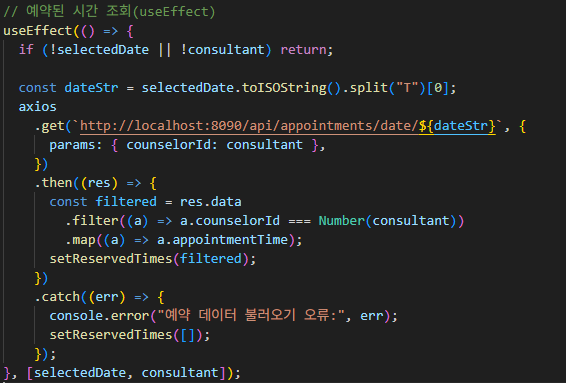 // 예약된 시간 조회(useEffect)
useEffect(() => {
  if (!selectedDate || !consultant) return;

  const dateStr = selectedDate.toISOString().split("T")[0];
  axios
    .get(`http://localhost:8090/api/appointments/date/${dateStr}`, {
      params: { counselorId: consultant },
    })
    .then((res) => {
      const filtered = res.data
        .filter((a) => a.counselorId === Number(consultant))
        .map((a) => a.appointmentTime);
      setReservedTimes(filtered);
    })
    .catch((err) => {
      console.error("예약 데이터 불러오기 오류:", err);
      setReservedTimes([]);
    });
}, [selectedDate, consultant]);